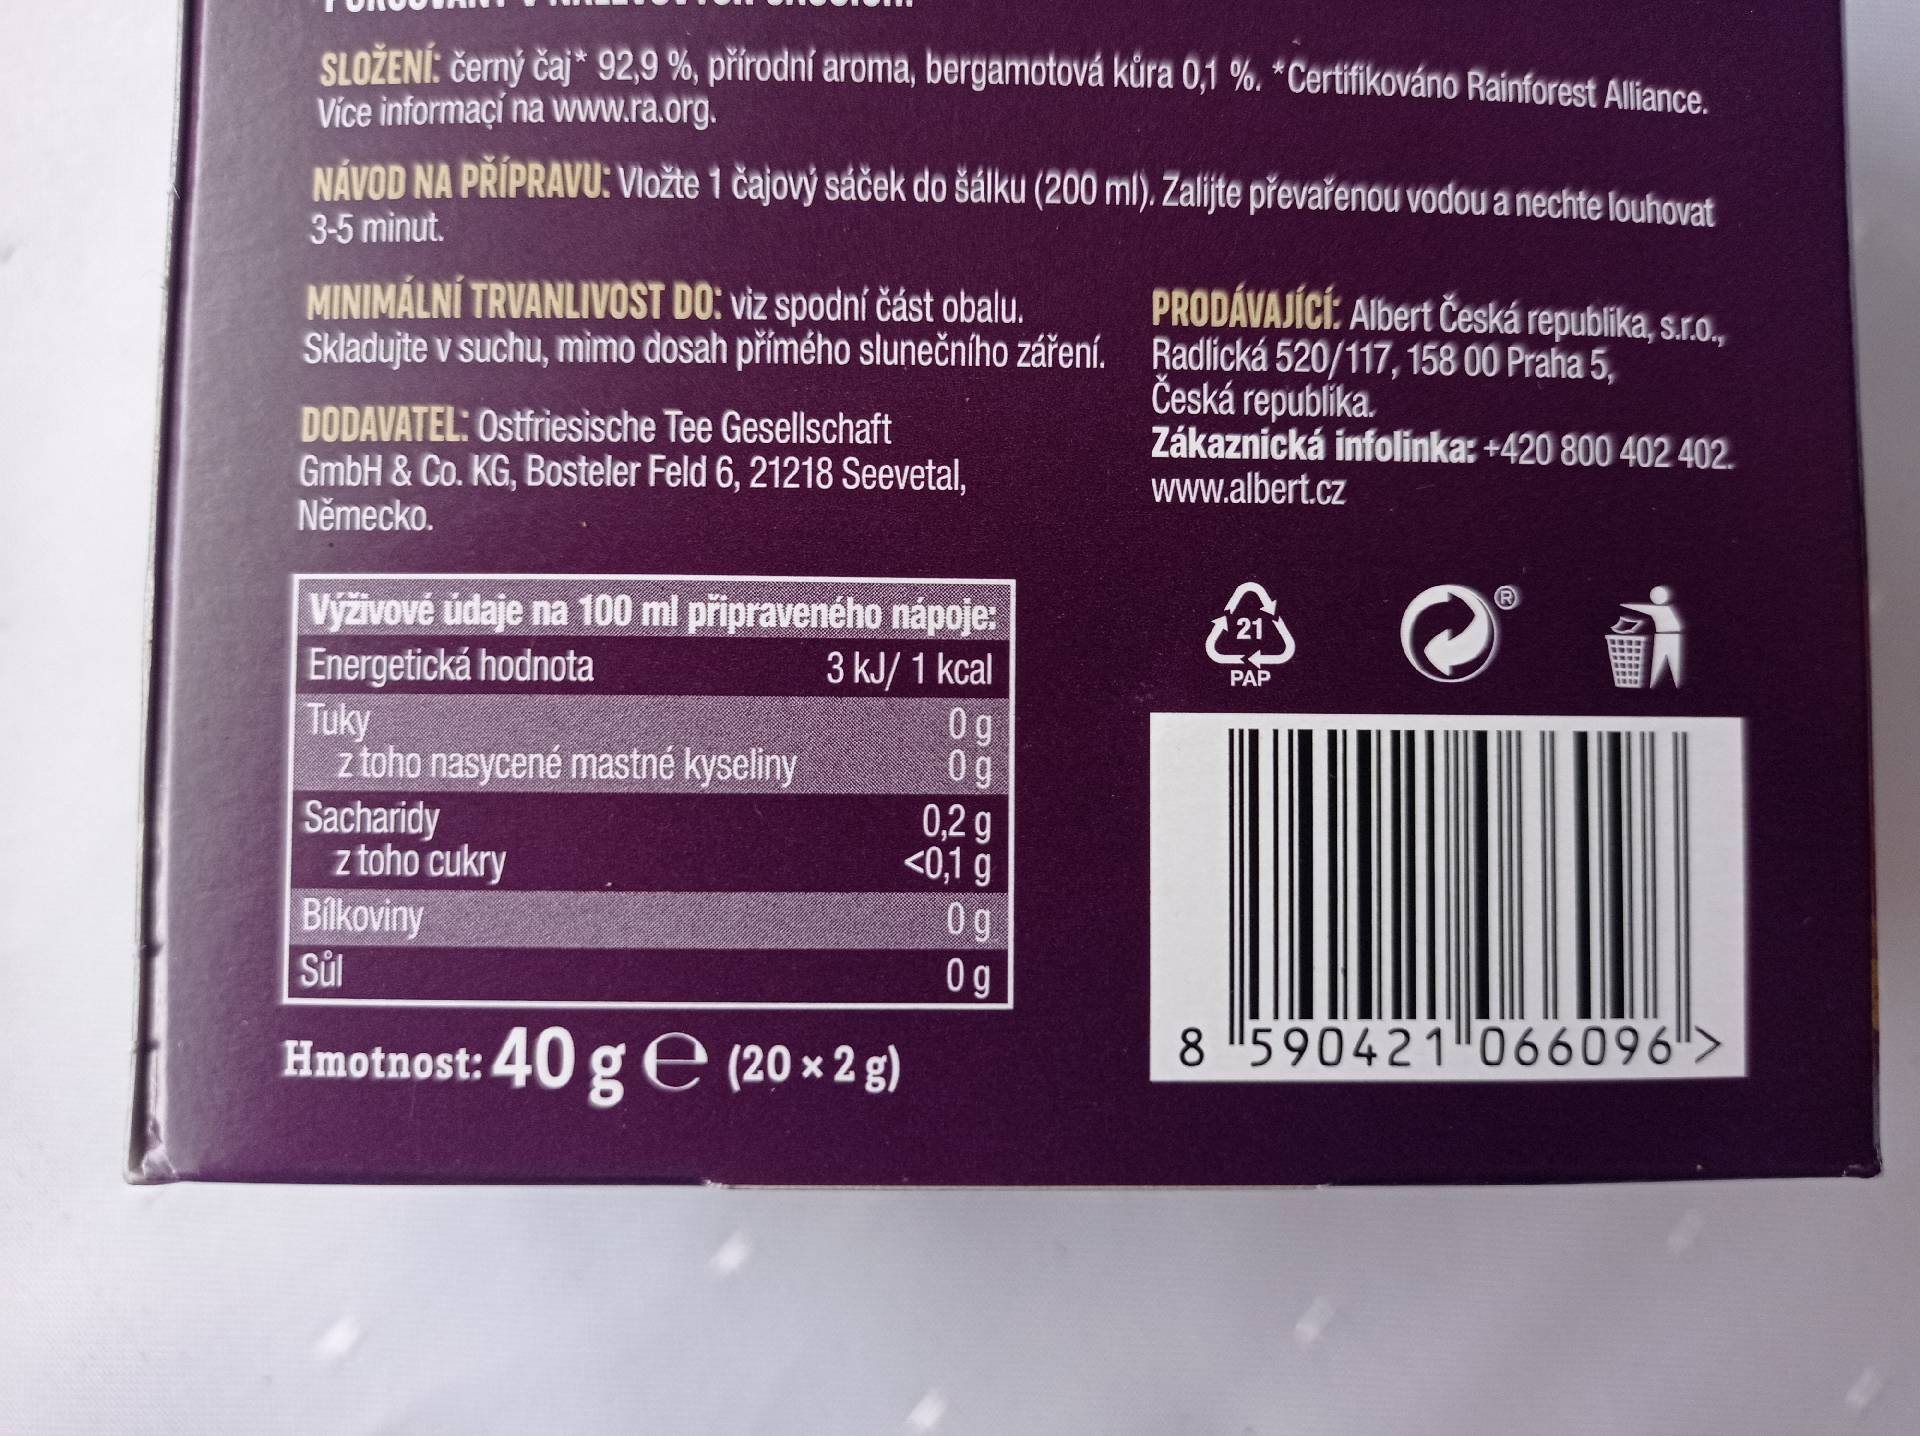 SLOŽENÍ: černý čaj* 92,9 %, přírodní aroma, bergamotová kůra 0,1 %. *Certifikováno Rainforest Alliance.
Více informací na www.ra.org.
NÁVOD NA PŘÍPRAVU: Vložte 1 čajový sáček do šálku (200 ml). Zalijte převařenou vodou a nechte louhovat
3-5 minut.
MINIMÁLNÍ TRVANLIVOST DO: viz spodní část obalu.
Skladujte v suchu, mimo dosah přímého slunečního záření.
DODAVATEL: Ostfriesische Tee Gesellschaft
GmbH & Co. KG, Bosteler Feld 6, 21218 Seevetal,
Německo.
PRODÁVAJÍCÍ: Albert Česká republika, s.r.o.,
Radlická 520/117, 158 00 Praha 5,
Česká republika.
Zákaznická infolinka: +420 800 402 402.
www.albert.cz
Výživové údaje na 100 ml připraveného nápoje:
Energetická hodnota 3 kJ/ 1 kcal
Tuky 0 g
z toho nasycené mastné kyseliny 0 g
Sacharidy 0,2 g
z toho cukry <0,1 g
Bílkoviny 0 g
Sůl 0 g
Hmotnost: 40 g ℮ (20 × 2 g)
21
PAP
®
8 590421 066096 >